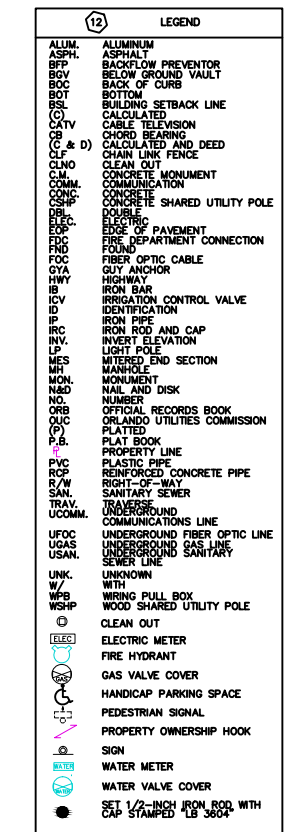 12 LEGEND
ALUM. ALUMINUM
ASPH. ASPHALT
BFP BACKFLOW PREVENTOR
BGV BELOW GROUND VAULT
BOC BACK OF CURB
BOT BOTTOM
BSL BUILDING SETBACK LINE
(C) CALCULATED
CATV CABLE TELEVISION
CB CHORD BEARING
(C & D) CALCULATED AND DEED
CLF CHAIN LINK FENCE
CLNO CLEAN OUT
C.M. CONCRETE MONUMENT
COMM. COMMUNICATION
CONC. CONCRETE
CSHP CONCRETE SHARED UTILITY POLE
DBL. DOUBLE
ELEC. ELECTRIC
EOP EDGE OF PAVEMENT
FDC FIRE DEPARTMENT CONNECTION
FND FOUND
FOC FIBER OPTIC CABLE
GYA GUY ANCHOR
HWY HIGHWAY
IB IRON BAR
ICV IRRIGATION CONTROL VALVE
ID IDENTIFICATION
IP IRON PIPE
IRC IRON ROD AND CAP
INV. INVERT ELEVATION
LP LIGHT POLE
MES MITERED END SECTION
MH MANHOLE
MON. MONUMENT
N&D NAIL AND DISK
NO. NUMBER
ORB OFFICIAL RECORDS BOOK
OUC ORLANDO UTILITIES COMMISSION
(P) PLATTED
P.B. PLAT BOOK
PL PROPERTY LINE
PVC PLASTIC PIPE
RCP REINFORCED CONCRETE PIPE
R/W RIGHT-OF-WAY
SAN. SANITARY SEWER
TRAV. TRAVERSE
UCOMM. UNDERGROUND
COMMUNICATIONS LINE
UFOC UNDERGROUND FIBER OPTIC LINE
UGAS UNDERGROUND GAS LINE
USAN. UNDERGROUND SANITARY
SEWER LINE
UNK. UNKNOWN
W/ WITH
WPB WIRING PULL BOX
WSHP WOOD SHARED UTILITY POLE
CLEAN OUT
ELEC ELECTRIC METER
FIRE HYDRANT
GAS GAS VALVE COVER
HANDICAP PARKING SPACE
PEDESTRIAN SIGNAL
PROPERTY OWNERSHIP HOOK
SIGN
WATER WATER METER
WATER WATER VALVE COVER
SET 1/2-INCH IRON ROD WITH
CAP STAMPED "LB 3604"